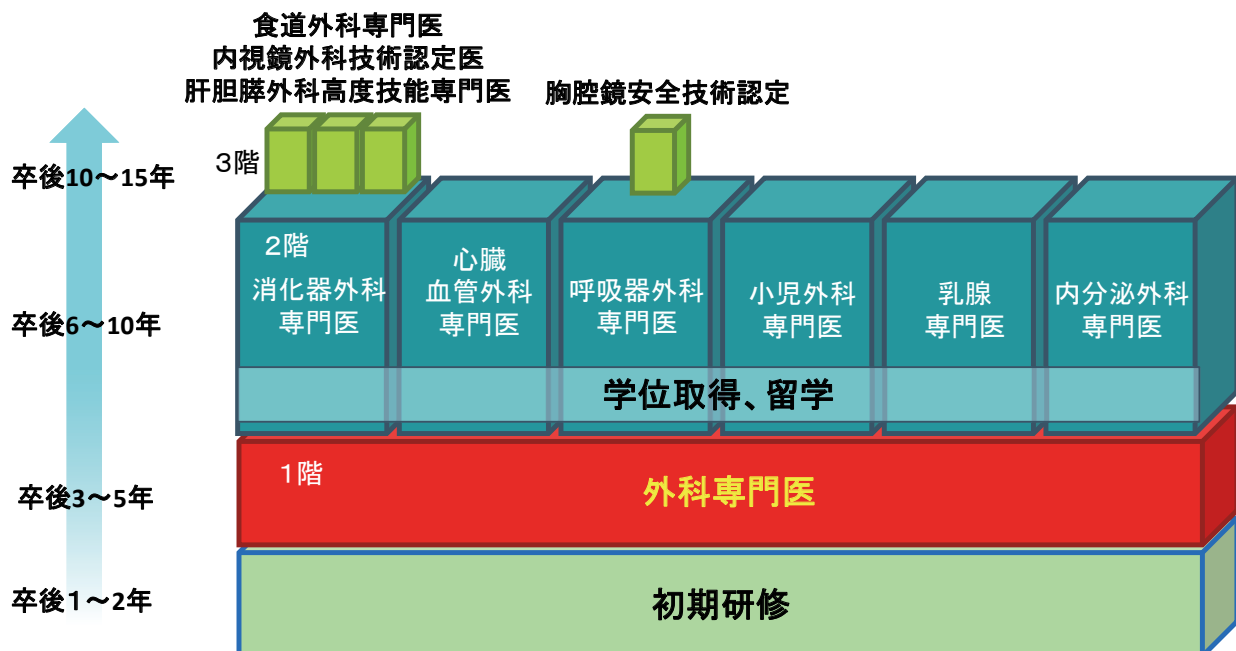 食道外科専門医
内視鏡外科技術認定医
肝胆膵外科高度技能専門医
胸腔鏡安全技術認定
3階
卒後10～15年
2階
消化器外科
専門医
心臓
血管外科
専門医
呼吸器外科
専門医
小児外科
専門医
乳腺
専門医
内分泌外科
専門医
卒後6～10年
学位取得、留学
1階
外科専門医
卒後3～5年
初期研修
卒後１～2年